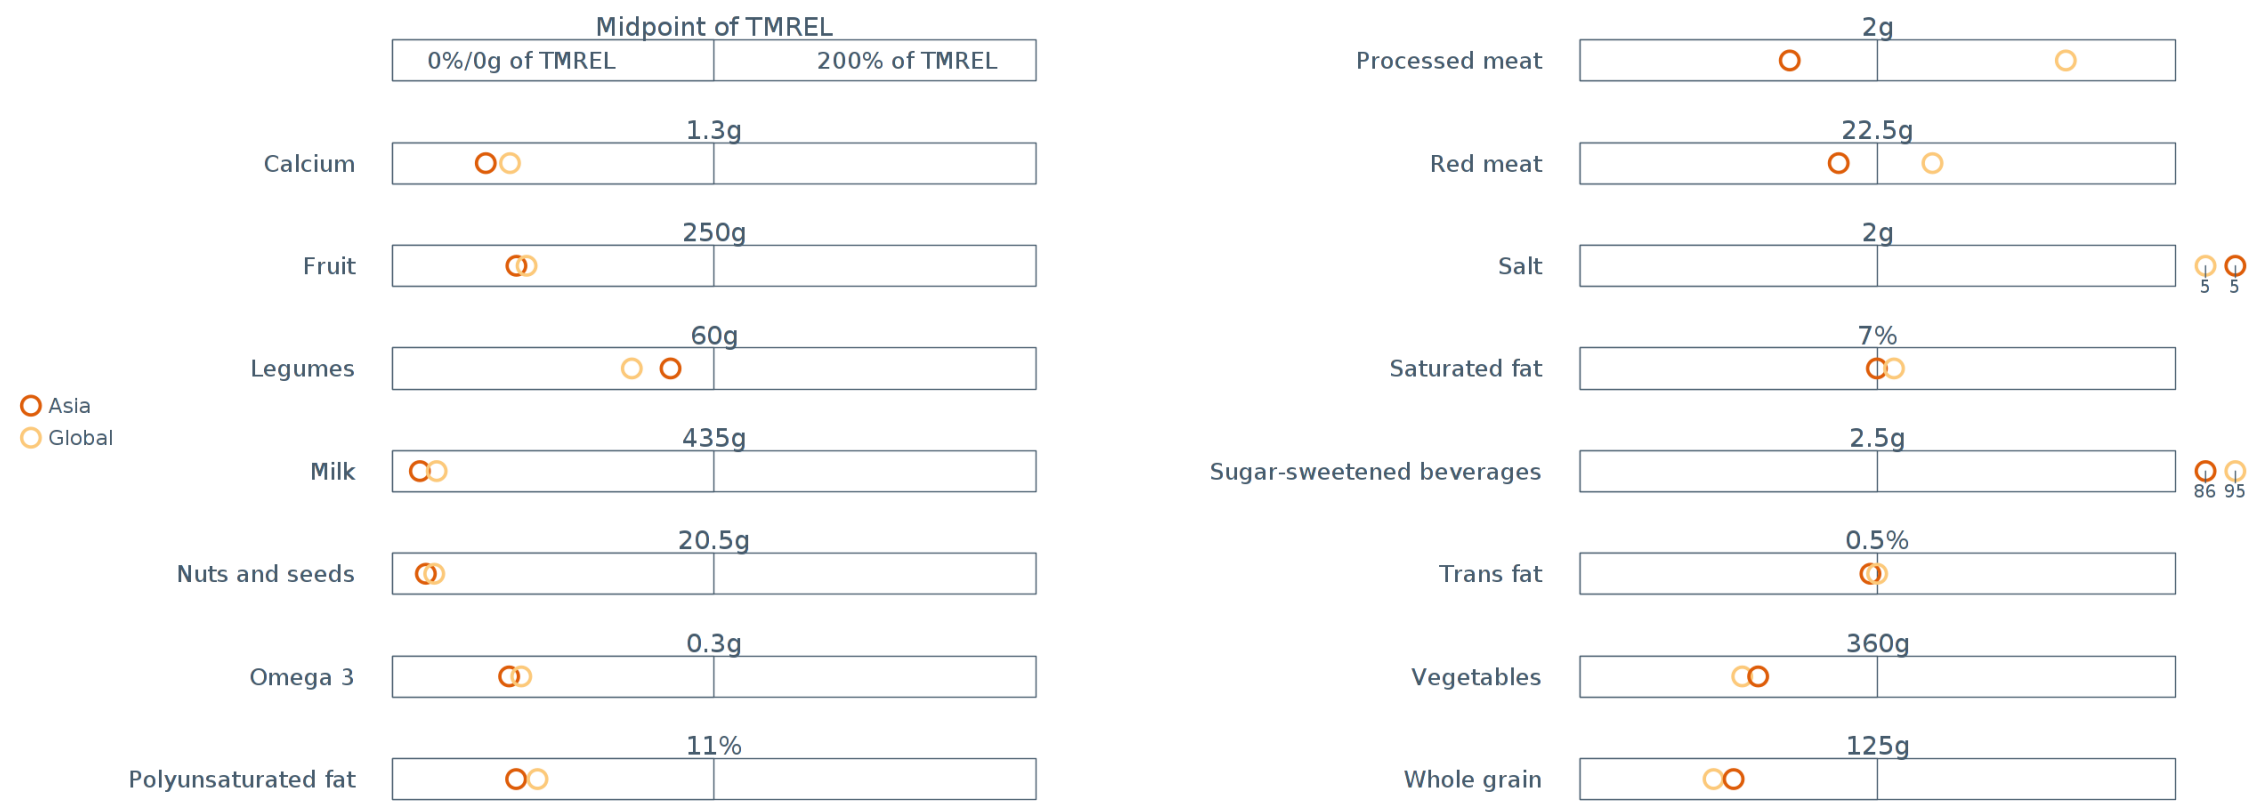 Midpoint of TMREL
0%/0g of TMREL 200% of TMREL
1.3g
Calcium
250g
Fruit
60g
Legumes
Asia
Global
435g
Milk
20.5g
Nuts and seeds
0.3g
Omega 3
11%
Polyunsaturated fat
2g
Processed meat
22.5g
Red meat
2g
Salt
5 5
7%
Saturated fat
2.5g
Sugar-sweetened beverages
86 95
0.5%
Trans fat
360g
Vegetables
125g
Whole grain